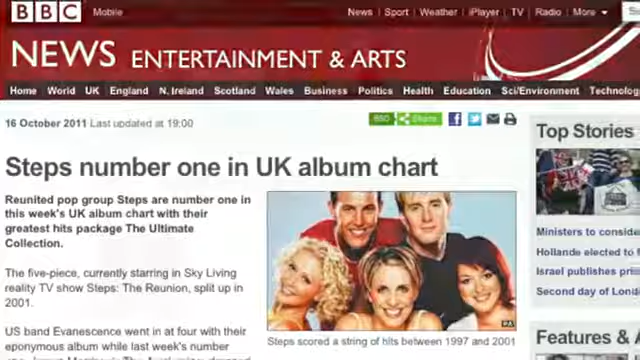 BBC Mobile News Sport Weather iPlayer TV Radio More
NEWS ENTERTAINMENT & ARTS
Home World UK England N. Ireland Scotland Wales Business Politics Health Education Sci/Environment
16 October 2011 Last updated at 19:00
Share
Top Stories
Steps number one in UK album chart
Reunited pop group Steps are number one in
this week's UK album chart with their
greatest hits package The Ultimate
Collection.
The five-piece, currently starring in Sky Living
reality TV show Steps: The Reunion, split up in
2001.
US band Evanescence went in at four with their
eponymous album while last week's number
PA
Steps scored a string of hits between 1997 and 2001
Ministers to
Hollande elected
Israel publishes
Second day of
Features &